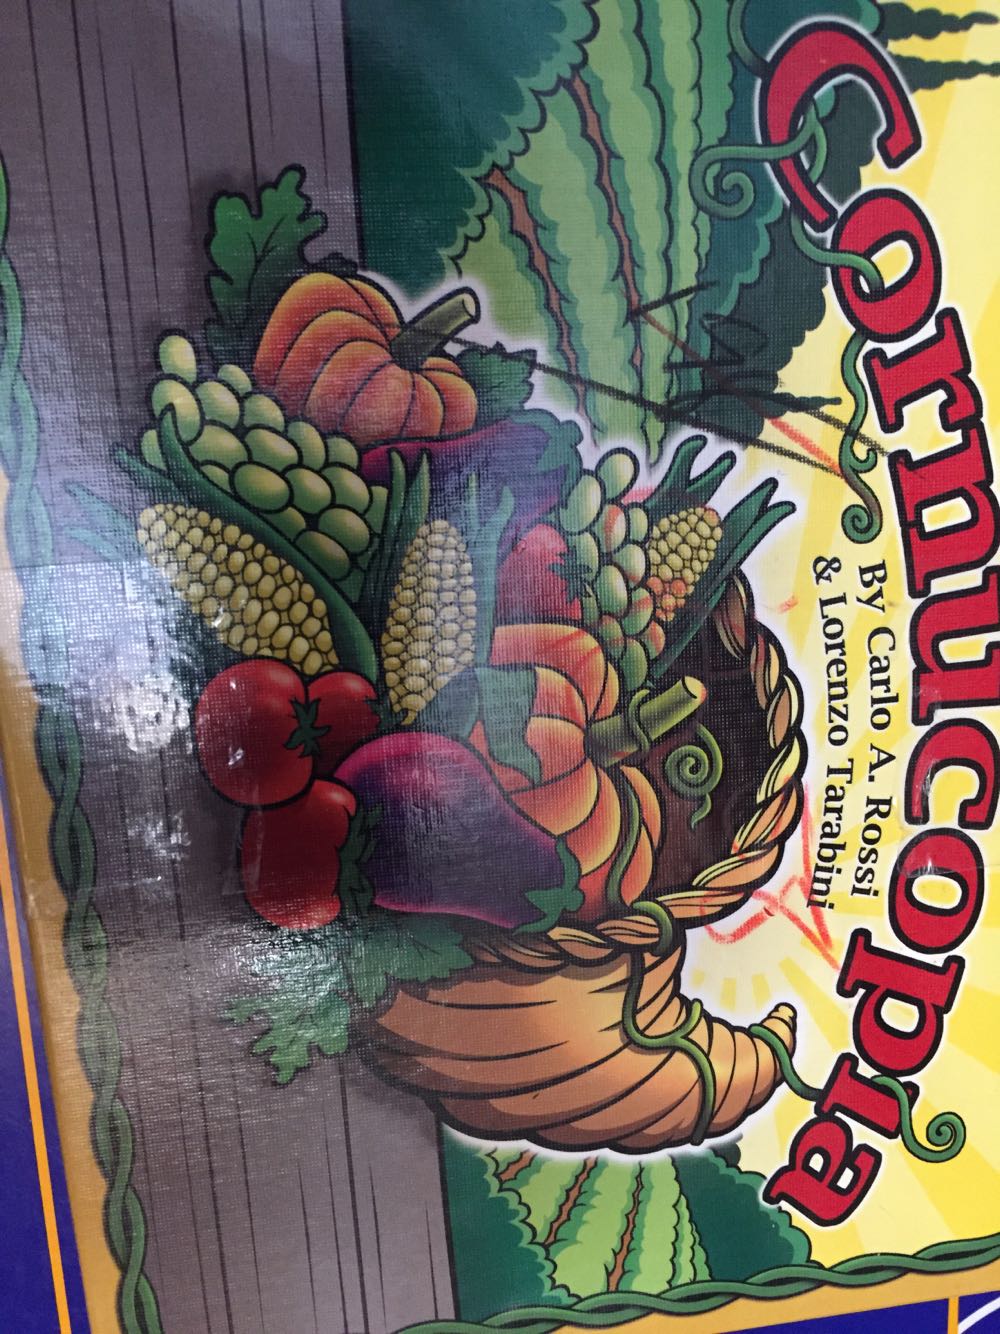 Cornucopia
By Carlo A. Rossi
& Lorenzo Tarabini